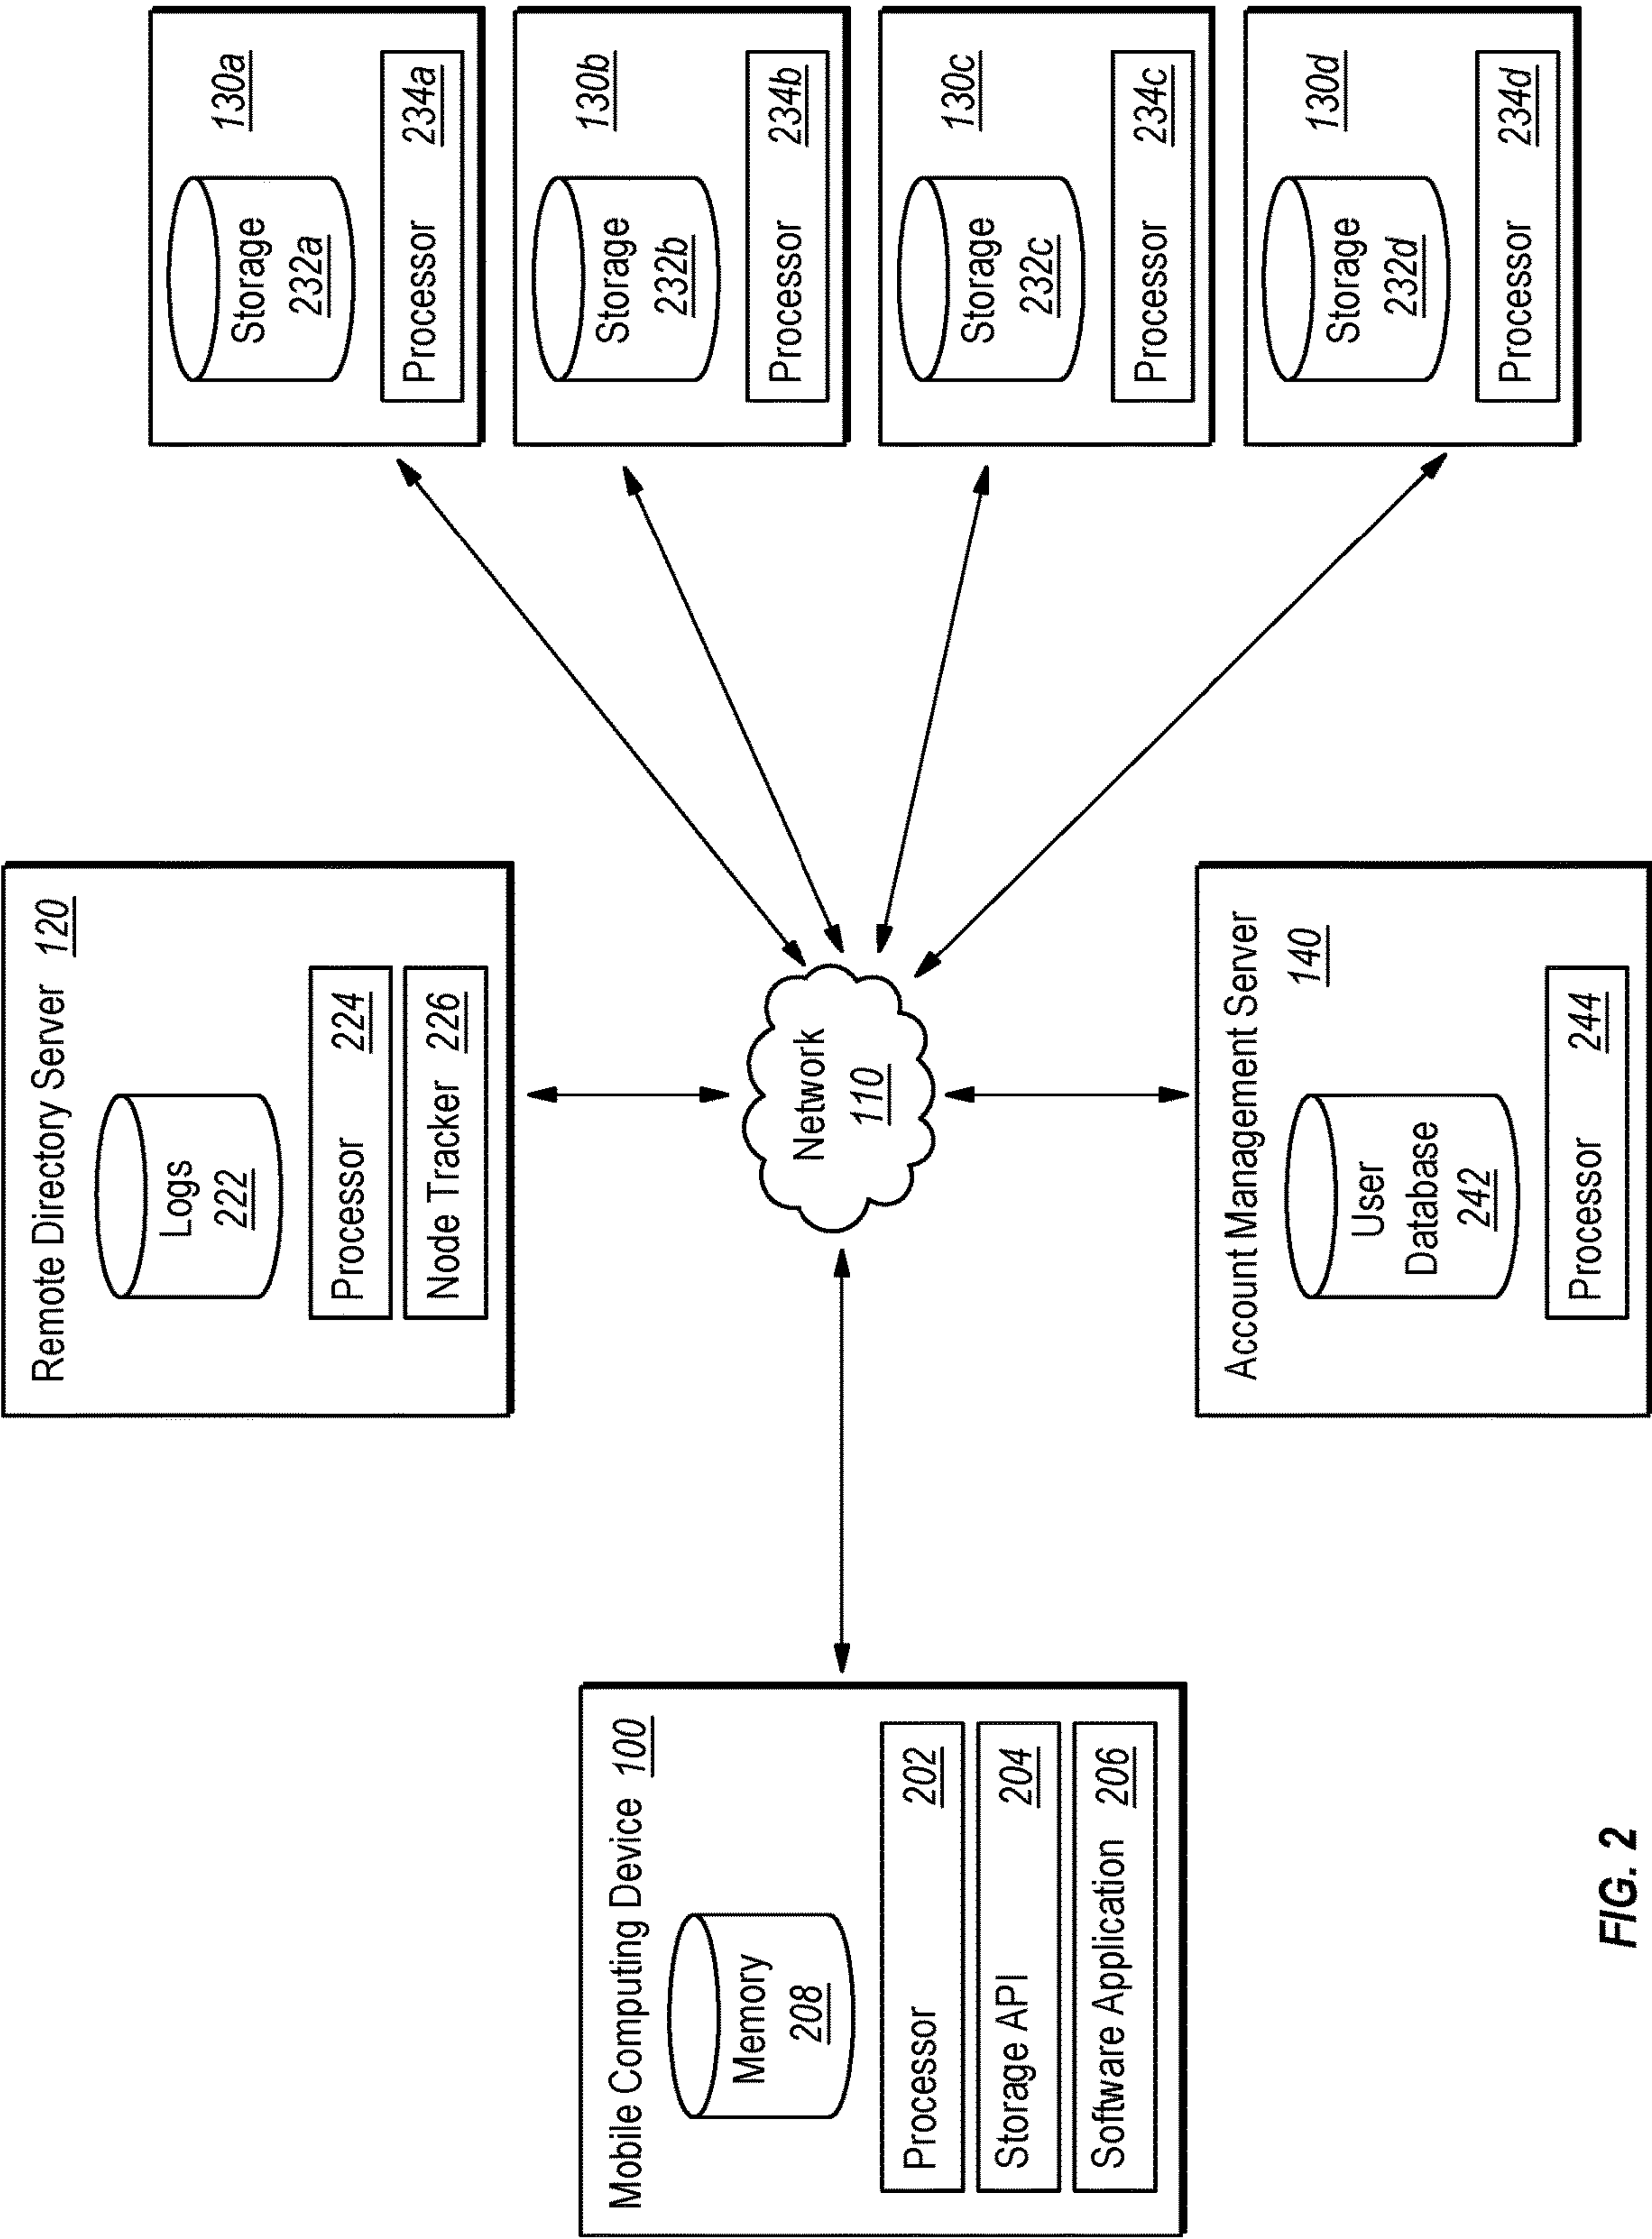 Remote Directory Server 120
Logs
222
Processor 224
Node Tracker 226
Mobile Computing Device 100
Memory
208
Processor 202
Storage API 204
Software Application 206
Network
110
Account Management Server
140
User
Database
242
Processor 244
130a
Storage
232a
Processor 234a
130b
Storage
232b
Processor 234b
130c
Storage
232c
Processor 234c
130d
Storage
232d
Processor 234d
FIG. 2